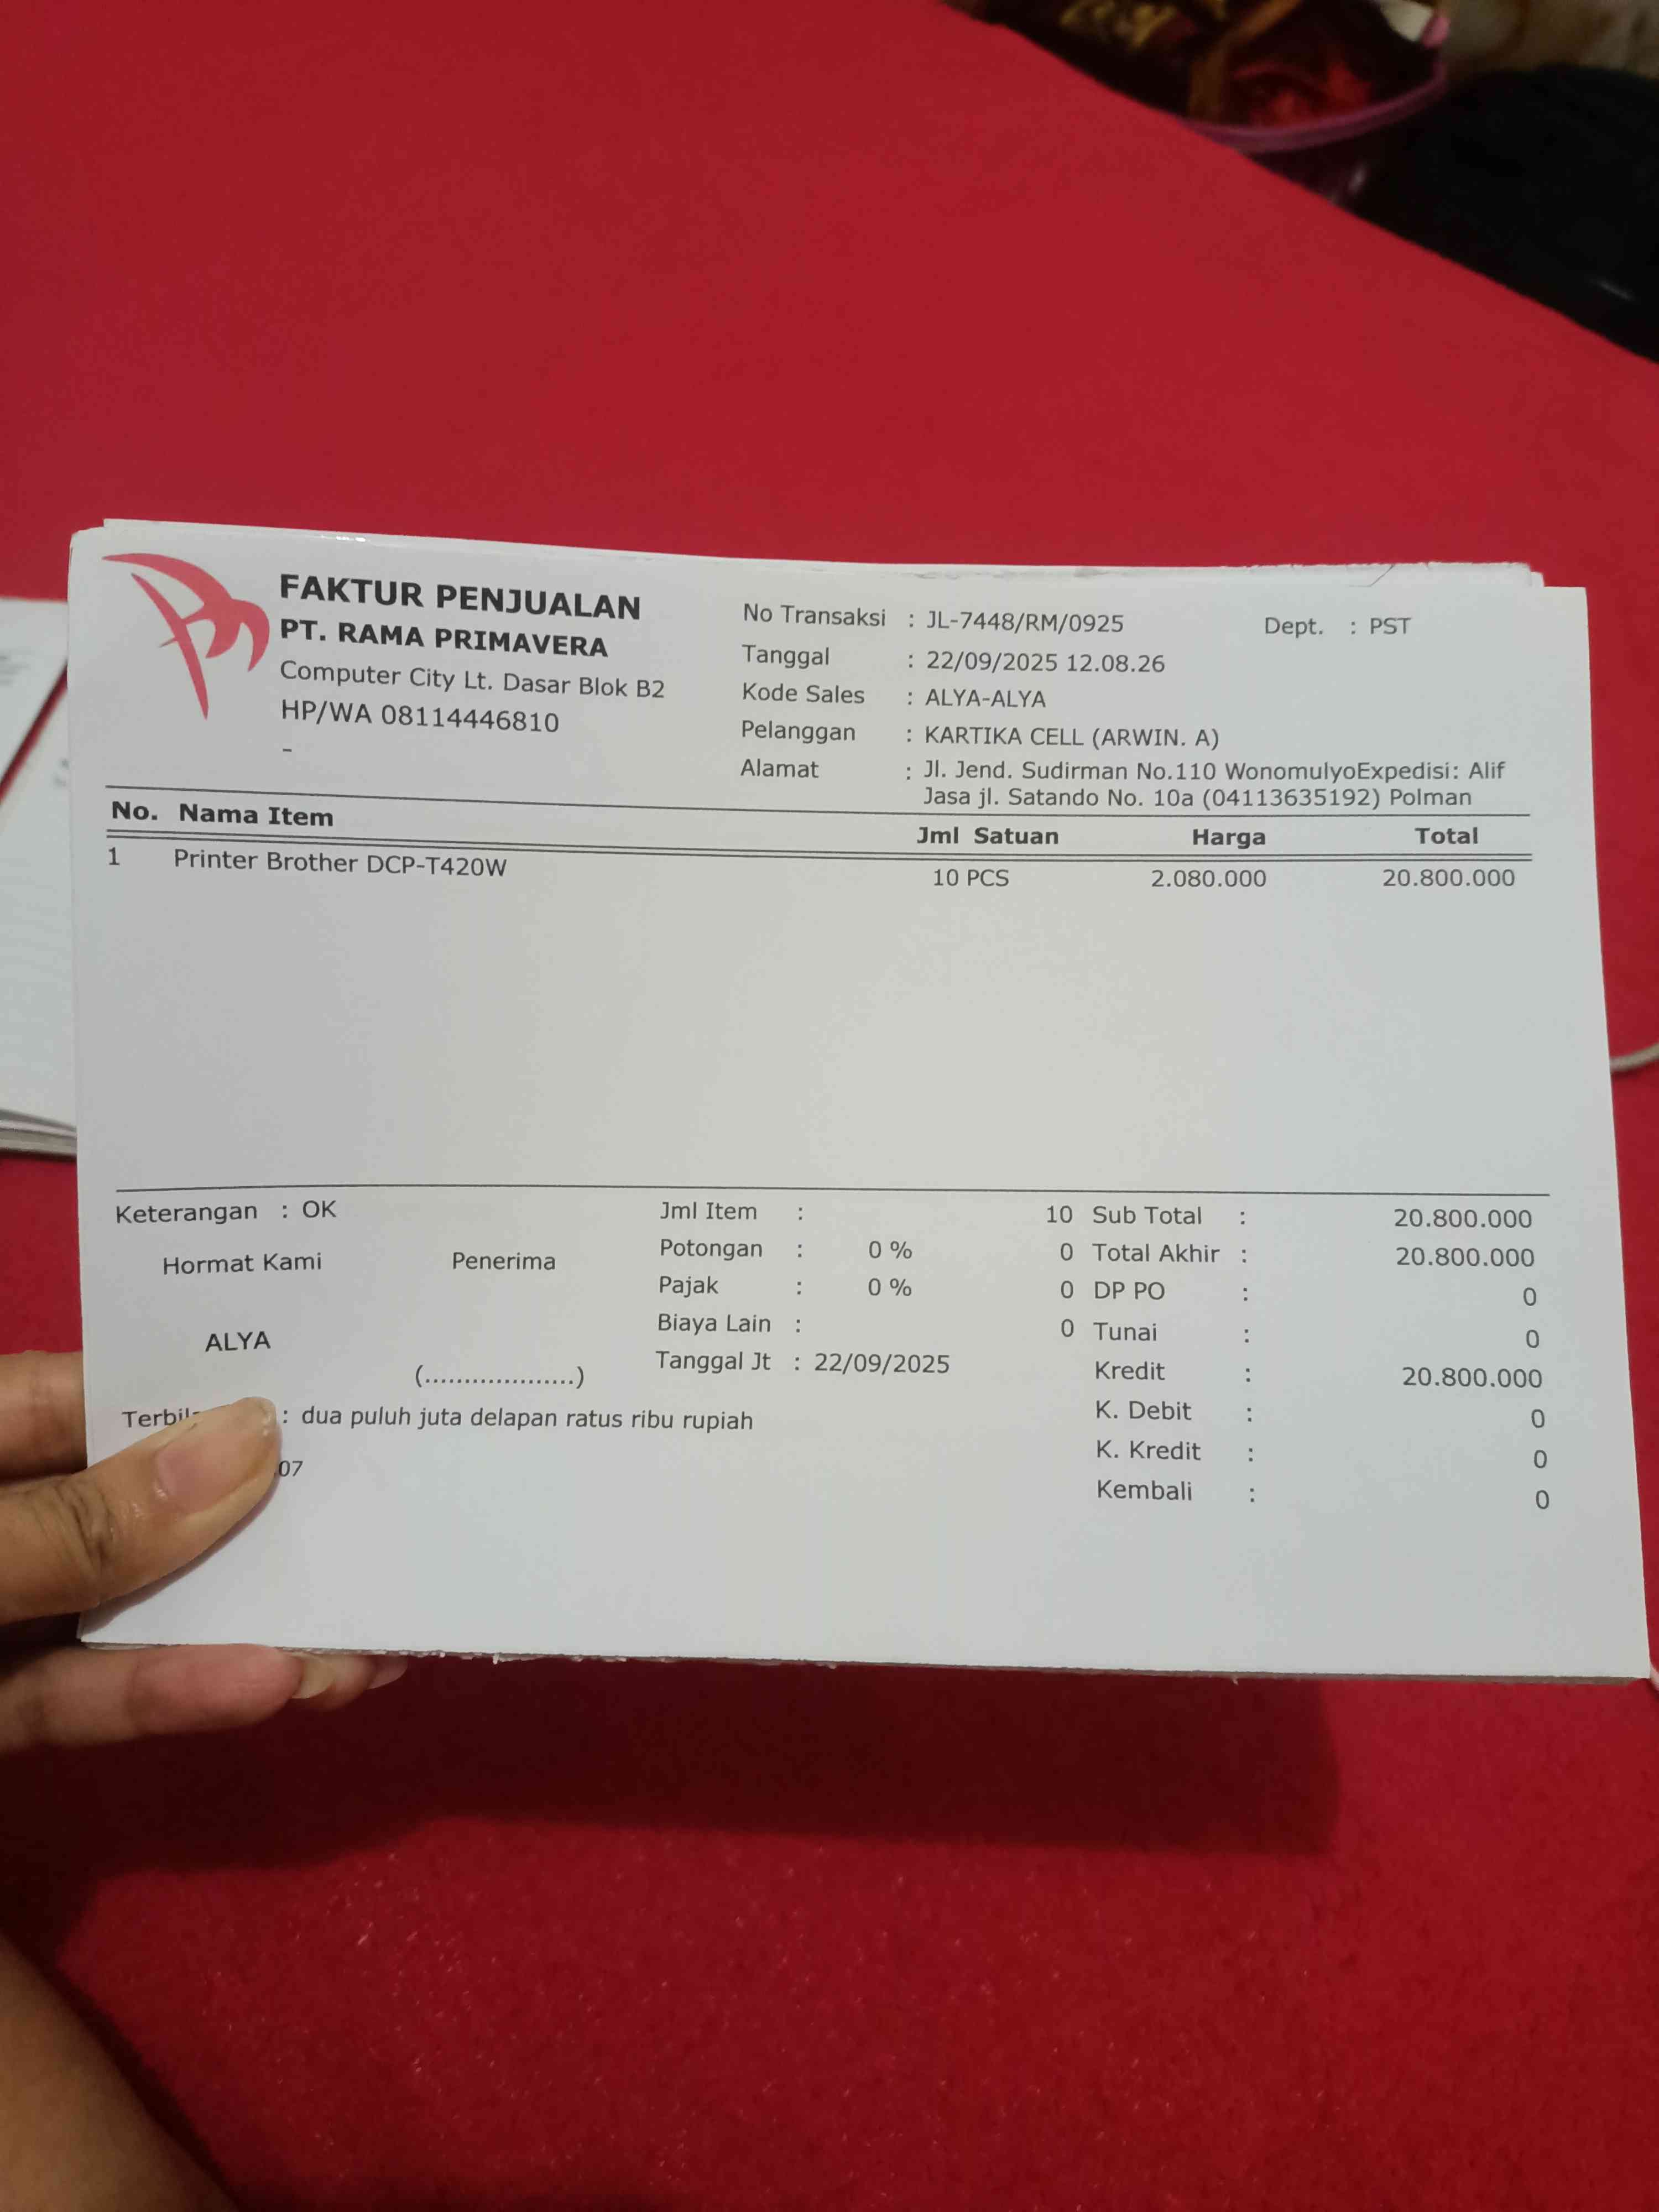 FAKTUR PENJUALAN
PT. RAMA PRIMAVERA
Computer City Lt. Dasar Blok B2
HP/WA 08114446810
-
No Transaksi : JL-7448/RM/0925 Dept. : PST
Tanggal : 22/09/2025 12.08.26
Kode Sales : ALYA-ALYA
Pelanggan : KARTIKA CELL (ARWIN. A)
Alamat : Jl. Jend. Sudirman No.110 WonomulyoExpedisi: Alif
Jasa jl. Satando No. 10a (04113635192) Polman
No. Nama Item Jml Satuan Harga Total
1 Printer Brother DCP-T420W 10 PCS 2.080.000 20.800.000
Keterangan : OK
Hormat Kami Penerima
ALYA
(...................)
Jml Item : 10
Potongan : 0 % 0
Pajak : 0 % 0
Biaya Lain : 0
Tanggal Jt : 22/09/2025
Sub Total : 20.800.000
Total Akhir : 20.800.000
DP PO : 0
Tunai : 0
Kredit : 20.800.000
K. Debit : 0
K. Kredit : 0
Kembali : 0
: dua puluh juta delapan ratus ribu rupiah
07